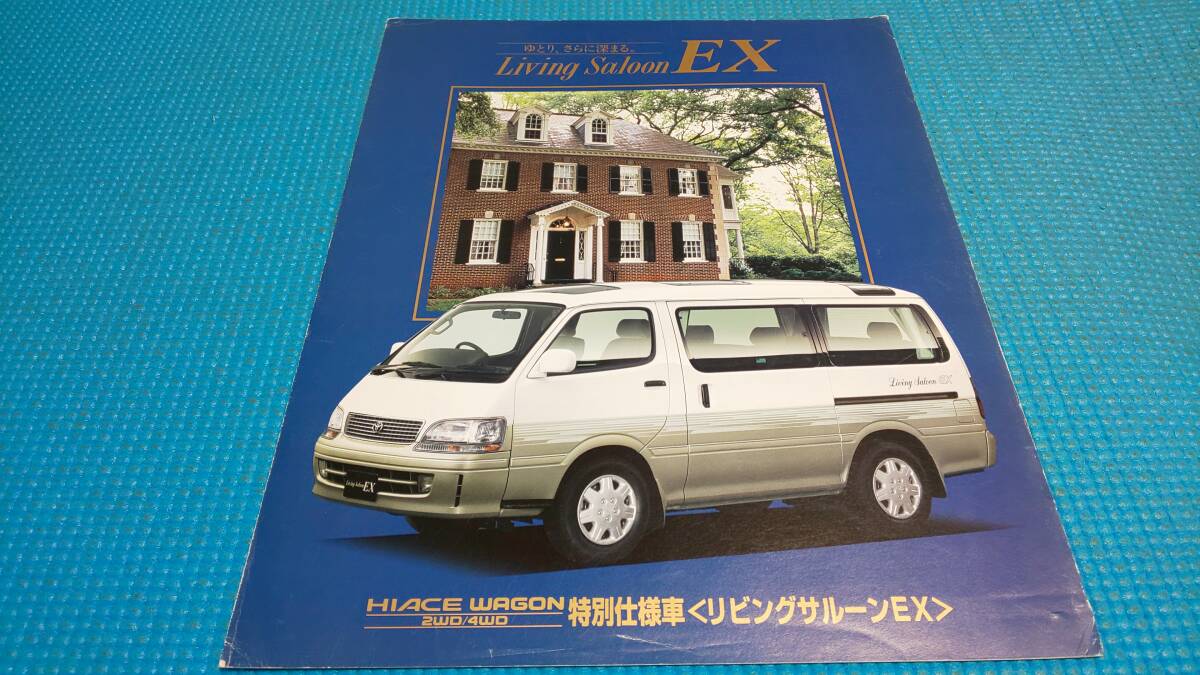 ゆとり、さらに深まる。
Living Saloon EX
Living Saloon EX
Living Saloon EX
HIACE WAGON
2WD/4WD
特別仕様車<リビングサルーンEX>